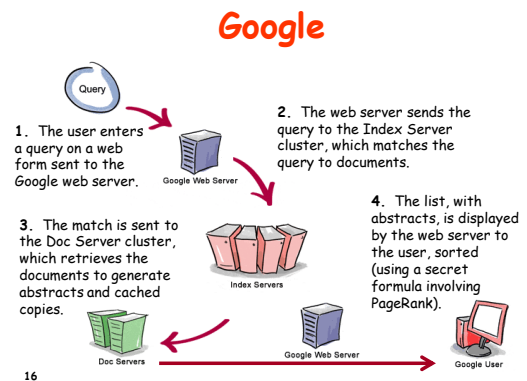 Google
Query
1. The user enters
a query on a web
form sent to the
Google web server.
Google Web Server
2. The web server sends the
query to the Index Server
cluster, which matches the
query to documents.
3. The match is sent to
the Doc Server cluster,
which retrieves the
documents to generate
abstracts and cached
copies.
Index Servers
4. The list, with
abstracts, is displayed
by the web server to
the user, sorted
(using a secret
formula involving
PageRank).
Doc Servers
Google Web Server
Google User
16